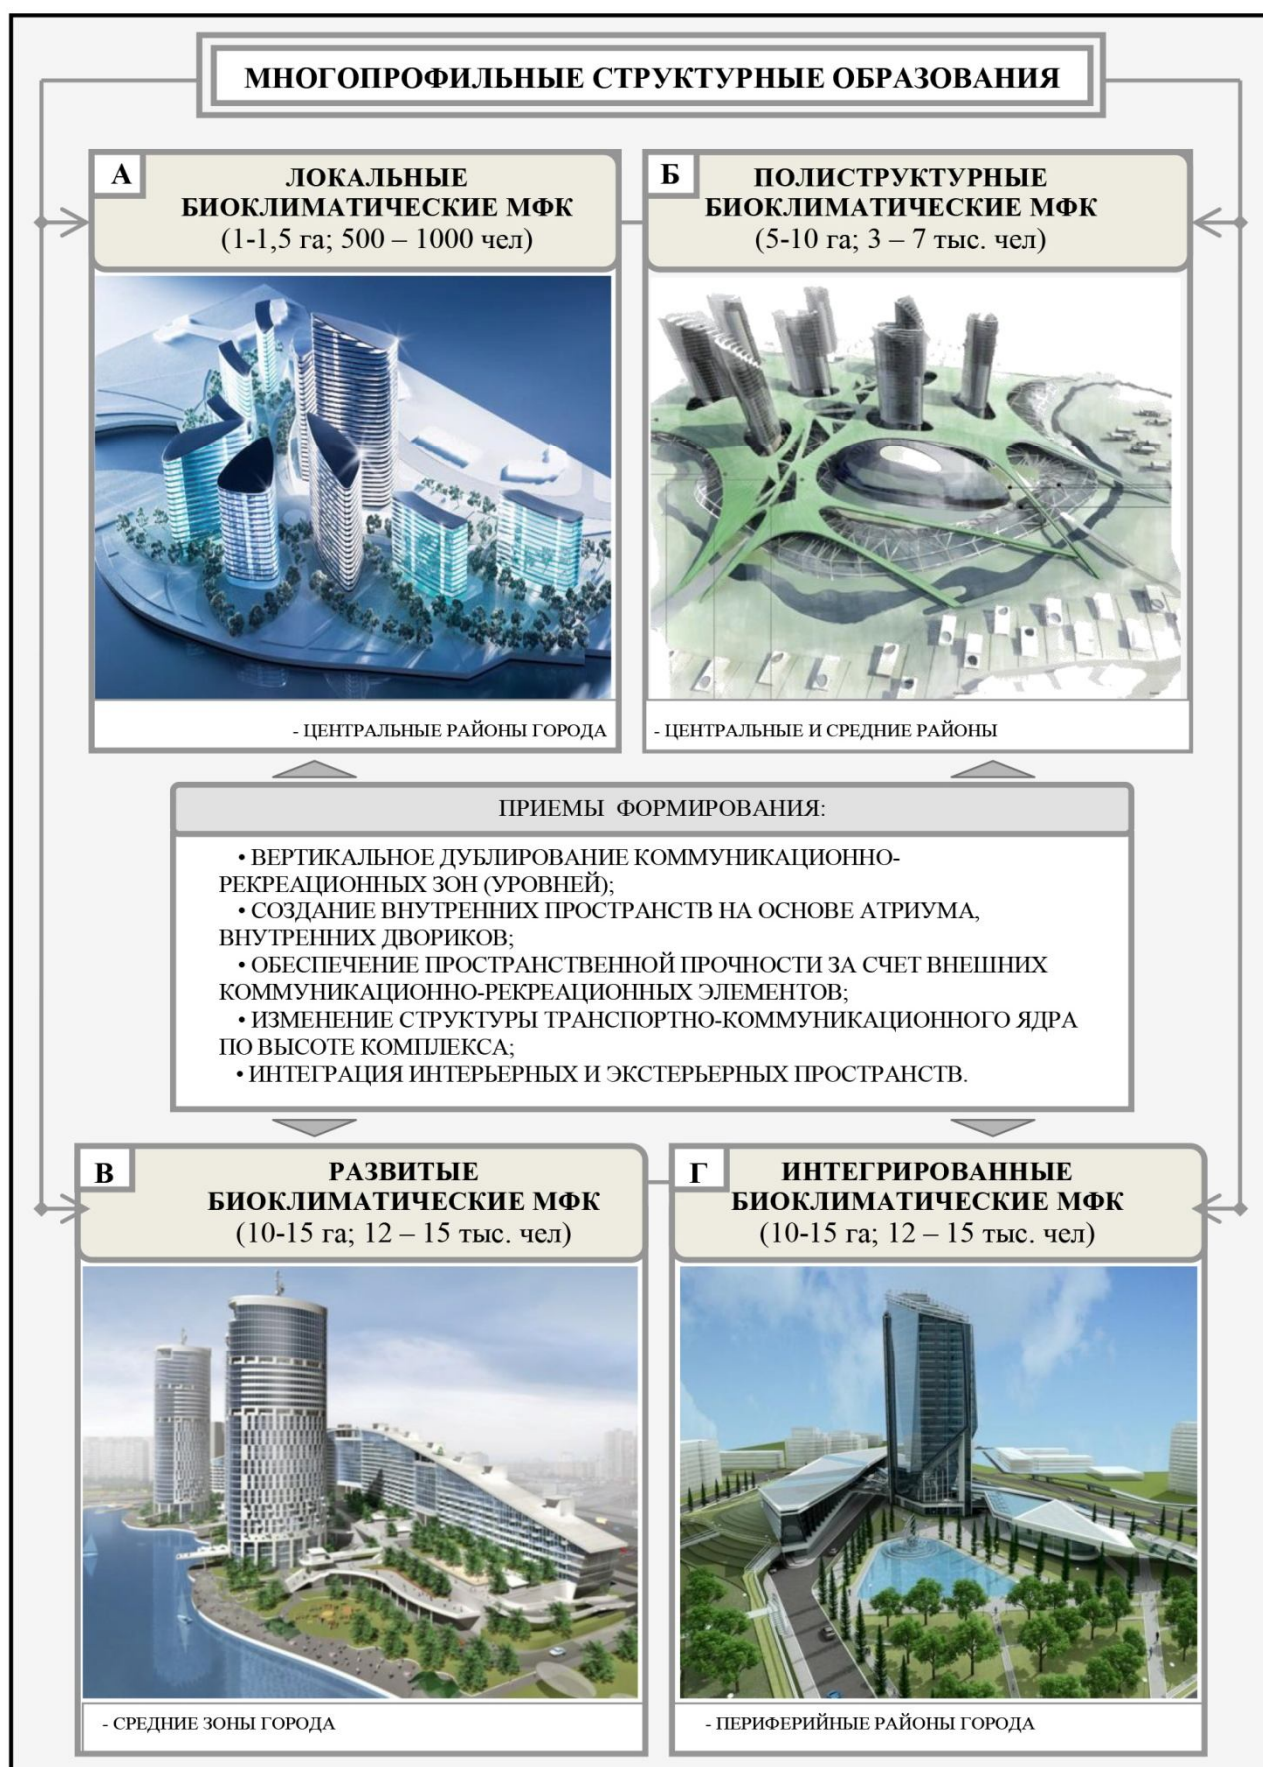 МНОГОПРОФИЛЬНЫЕ СТРУКТУРНЫЕ ОБРАЗОВАНИЯ
А
ЛОКАЛЬНЫЕ
БИОКЛИМАТИЧЕСКИЕ МФК
(1-1,5 га; 500 – 1000 чел)
Б
ПОЛИСТРУКТУРНЫЕ
БИОКЛИМАТИЧЕСКИЕ МФК
(5-10 га; 3 – 7 тыс. чел)
- ЦЕНТРАЛЬНЫЕ РАЙОНЫ ГОРОДА
- ЦЕНТРАЛЬНЫЕ И СРЕДНИЕ РАЙОНЫ
ПРИЕМЫ ФОРМИРОВАНИЯ:
• ВЕРТИКАЛЬНОЕ ДУБЛИРОВАНИЕ КОММУНИКАЦИОННО-
РЕКРЕАЦИОННЫХ ЗОН (УРОВНЕЙ);
• СОЗДАНИЕ ВНУТРЕННИХ ПРОСТРАНСТВ НА ОСНОВЕ АТРИУМА,
ВНУТРЕННИХ ДВОРИКОВ;
• ОБЕСПЕЧЕНИЕ ПРОСТРАНСТВЕННОЙ ПРОЧНОСТИ ЗА СЧЕТ ВНЕШНИХ
КОММУНИКАЦИОННО-РЕКРЕАЦИОННЫХ ЭЛЕМЕНТОВ;
• ИЗМЕНЕНИЕ СТРУКТУРЫ ТРАНСПОРТНО-КОММУНИКАЦИОННОГО ЯДРА
ПО ВЫСОТЕ КОМПЛЕКСА;
• ИНТЕГРАЦИЯ ИНТЕРЬЕРНЫХ И ЭКСТЕРЬЕРНЫХ ПРОСТРАНСТВ.
В
РАЗВИТЫЕ
БИОКЛИМАТИЧЕСКИЕ МФК
(10-15 га; 12 – 15 тыс. чел)
Г
ИНТЕГРИРОВАННЫЕ
БИОКЛИМАТИЧЕСКИЕ МФК
(10-15 га; 12 – 15 тыс. чел)
- СРЕДНИЕ ЗОНЫ ГОРОДА
- ПЕРИФЕРИЙНЫЕ РАЙОНЫ ГОРОДА